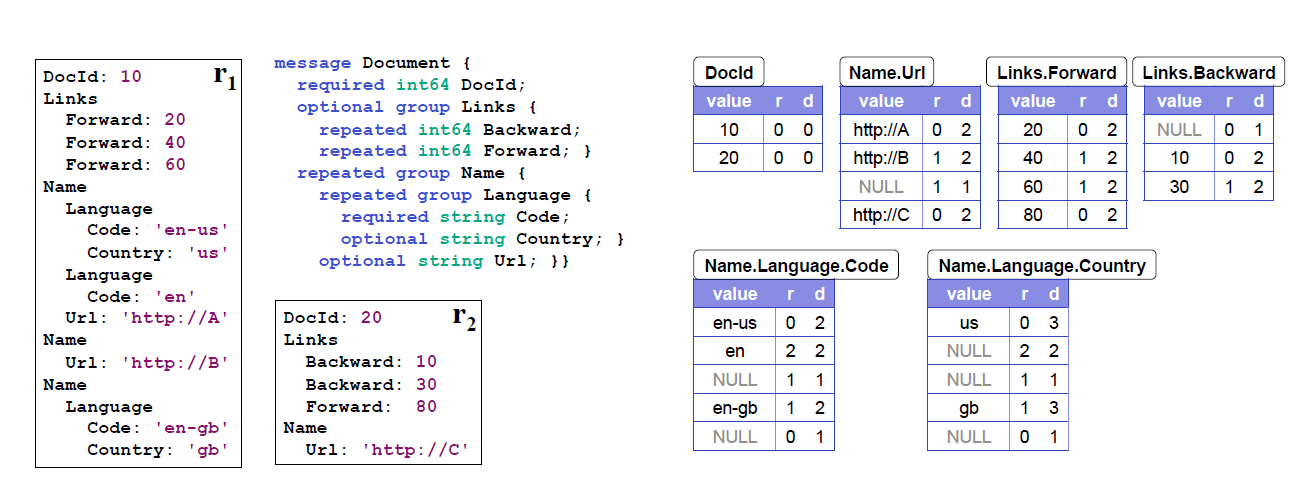 DocId: 10 r1
Links
Forward: 20
Forward: 40
Forward: 60
Name
Language
Code: 'en-us'
Country: 'us'
Language
Code: 'en'
Url: 'http://A'
Name
Url: 'http://B'
Name
Language
Code: 'en-gb'
Country: 'gb'
message Document {
required int64 DocId;
optional group Links {
repeated int64 Backward;
repeated int64 Forward; }
repeated group Name {
repeated group Language {
required string Code;
optional string Country; }
optional string Url; }}
DocId: 20 r2
Links
Backward: 10
Backward: 30
Forward: 80
Name
Url: 'http://C'
DocId
value r d
10 0 0
20 0 0
Name.Url
value r d
http://A 0 2
http://B 1 2
NULL 1 1
http://C 0 2
Links.Forward
value r d
20 0 2
40 1 2
60 1 2
80 0 2
Links.Backward
value r d
NULL 0 1
10 0 2
30 1 2
Name.Language.Code
value r d
en-us 0 2
en 2 2
NULL 1 1
en-gb 1 2
NULL 0 1
Name.Language.Country
value r d
us 0 3
NULL 2 2
NULL 1 1
gb 1 3
NULL 0 1